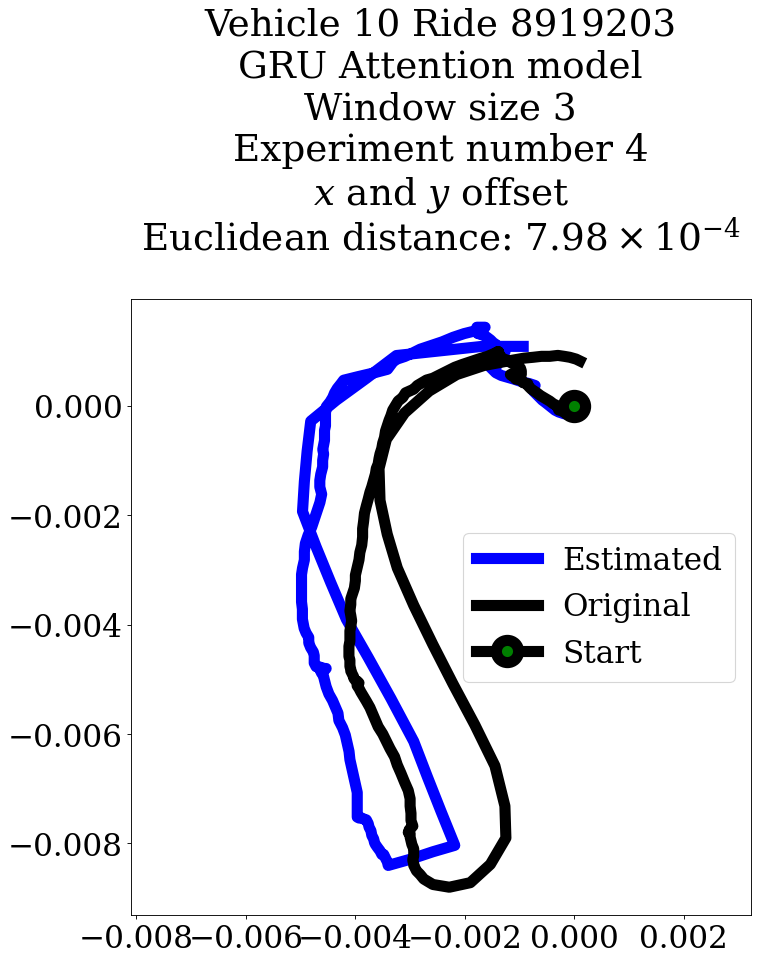 Vehicle 10 Ride 8919203
GRU Attention model
Window size 3
Experiment number 4
x and y offset
Euclidean distance: 7.98 × 10⁻⁴
0.000
−0.002
−0.004
−0.006
−0.008
Estimated
Original
Start
−0.008 −0.006 −0.004 −0.002 0.000 0.002